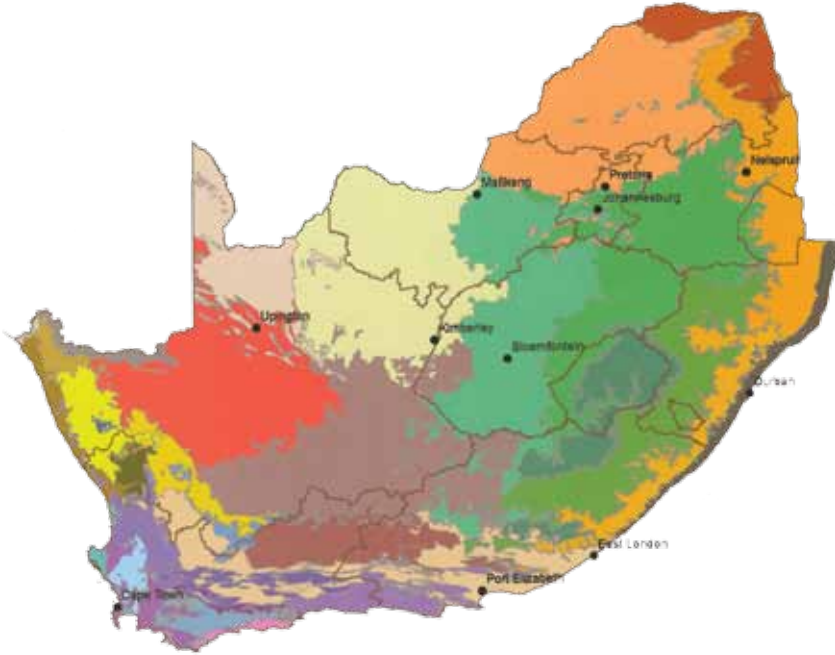 Nelspruit
Pretoria
Mafikeng
Johannesburg
Upington
Kimberley
Bloemfontein
Durban
East London
Port Elizabeth
Cape Town